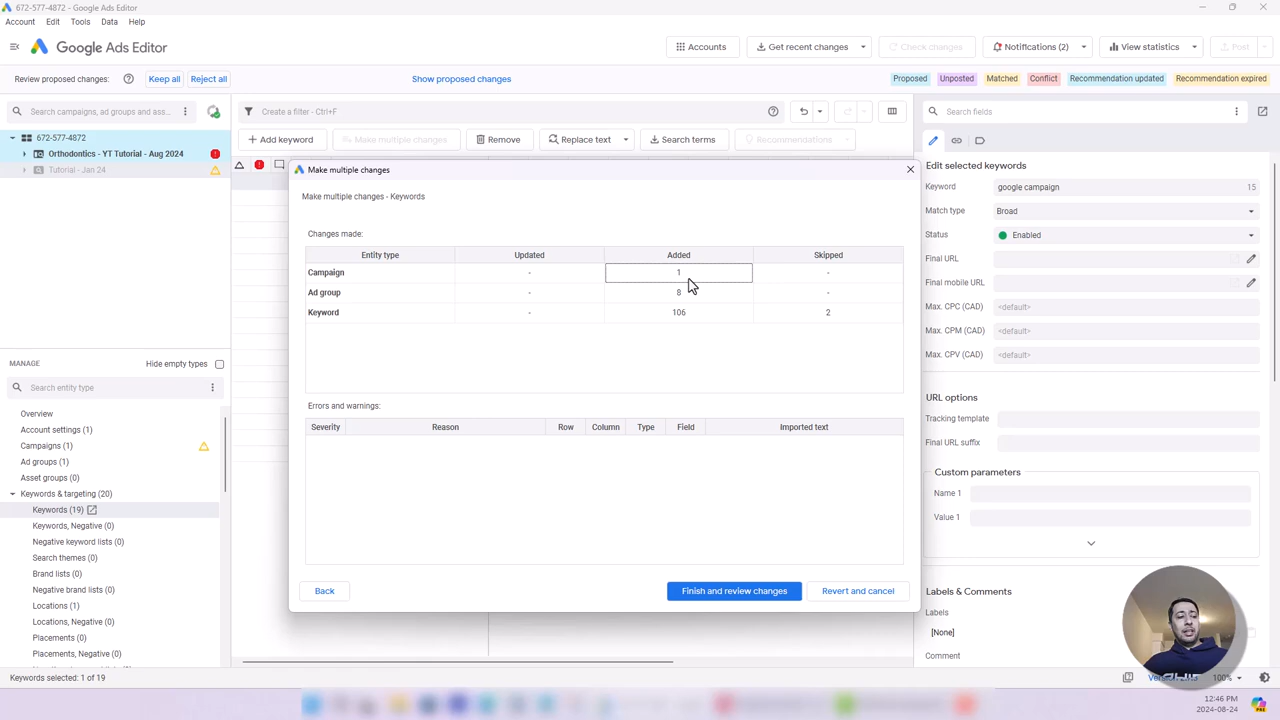 672-577-4872
Account Edit Tools Data Help
Google Ads Editor
Accounts
Get recent changes
Check changes
Notifications (2)
View statistics
Post
Review proposed changes:
Keep all
Reject all
Show proposed changes
Proposed
Unposted
Matched
Conflict
Recommendation updated
Recommendation expired
Search campaigns, ad groups and ass...
Create a filter - Ctrl+F
Search fields
672-577-4872
Orthodontics - YT Tutorial - Aug 2024
Tutorial - Jan 24
Add keyword
Make multiple changes
Remove
Replace text
Search terms
Recommendations
Make multiple changes
Make multiple changes - Keywords
Changes made:
Entity type Updated Added Skipped
Campaign - 1 -
Ad group - 8 -
Keyword - 106 2
Errors and warnings:
Severity Reason Row Column Type Field Imported text
Back
Finish and review changes
Revert and cancel
Edit selected keywords
Keyword google campaign 15
Match type Broad
Status Enabled
Final URL
Final mobile URL
Max. CPC (CAD) <default>
Max. CPM (CAD) <default>
Max. CPV (CAD) <default>
URL options
Tracking template
Final URL suffix
Custom parameters
Name 1
Value 1
Labels & Comments
Labels
[None]
Comment
MANAGE
Hide empty types
Search entity type
Overview
Account settings (1)
Campaigns (1)
Ad groups (1)
Asset groups (0)
Keywords & targeting (20)
Keywords (19)
Keywords, Negative (0)
Negative keyword lists (0)
Search themes (0)
Brand lists (0)
Negative brand lists (0)
Locations (1)
Locations, Negative (0)
Placements (0)
Placements, Negative (0)
Keywords selected: 1 of 19
100%
12:46 PM
2024-08-24